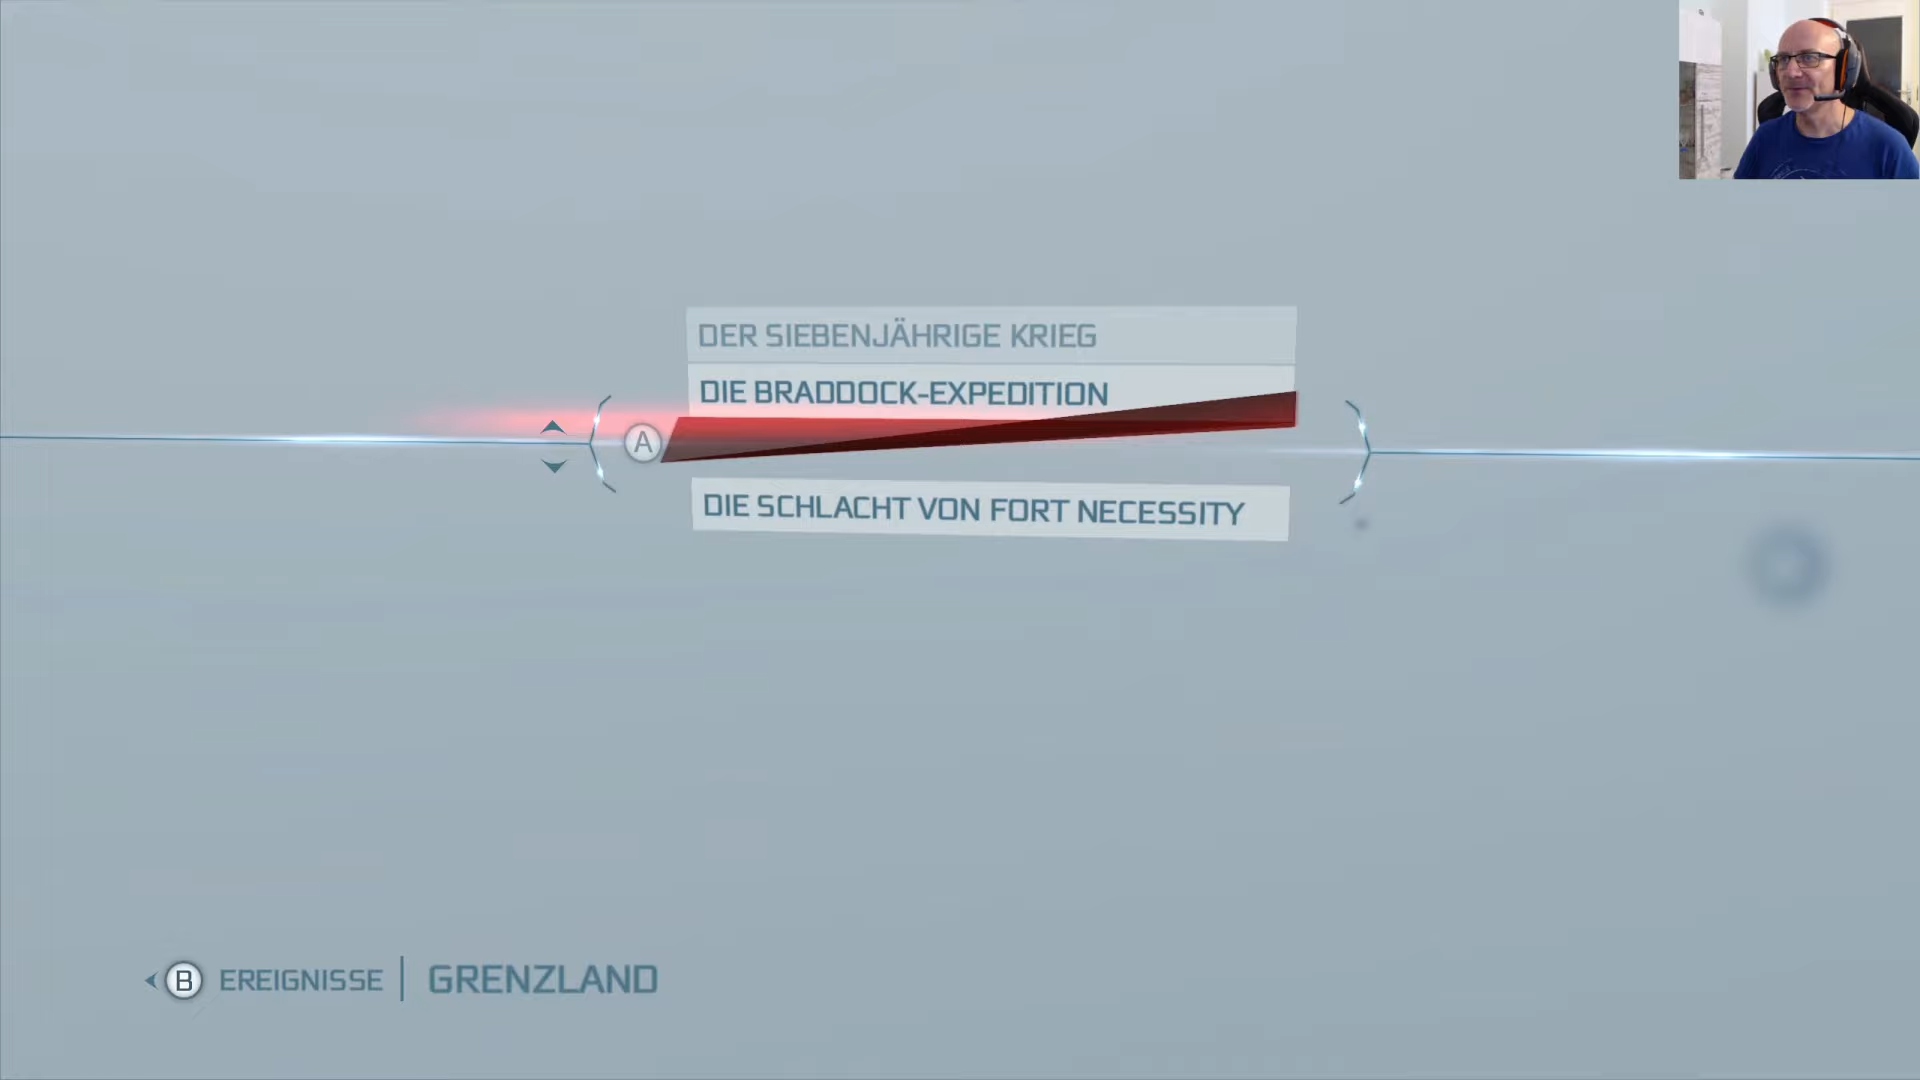 DER SIEBENJÄHRIGE KRIEG
DIE BRADDOCK-EXPEDITION
A
DIE SCHLACHT VON FORT NECESSITY
B EREIGNISSE | GRENZLAND